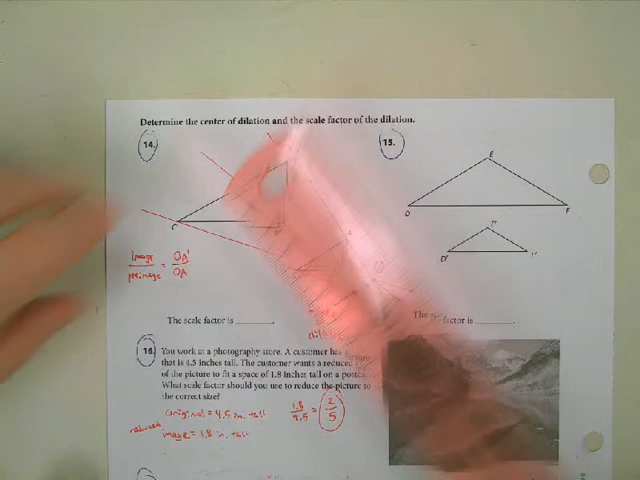 Determine the center of dilation and the scale factor of the dilation.
14.
15.
E
C'
D
F
E'
D'
F'
Image
preimage
=
OA'
OA
The scale factor is
factor is
16. You work at a photography store. A customer has picture
that is 4.5 inches tall. The customer wants a reduced
of the picture to fit a space of 1.8 inches tall on a
What scale factor should you use to reduce the picture to
the correct size?
original = 4.5 in. tall
reduced image = 1.8 in. tall
1.8
4.5
=
2
5